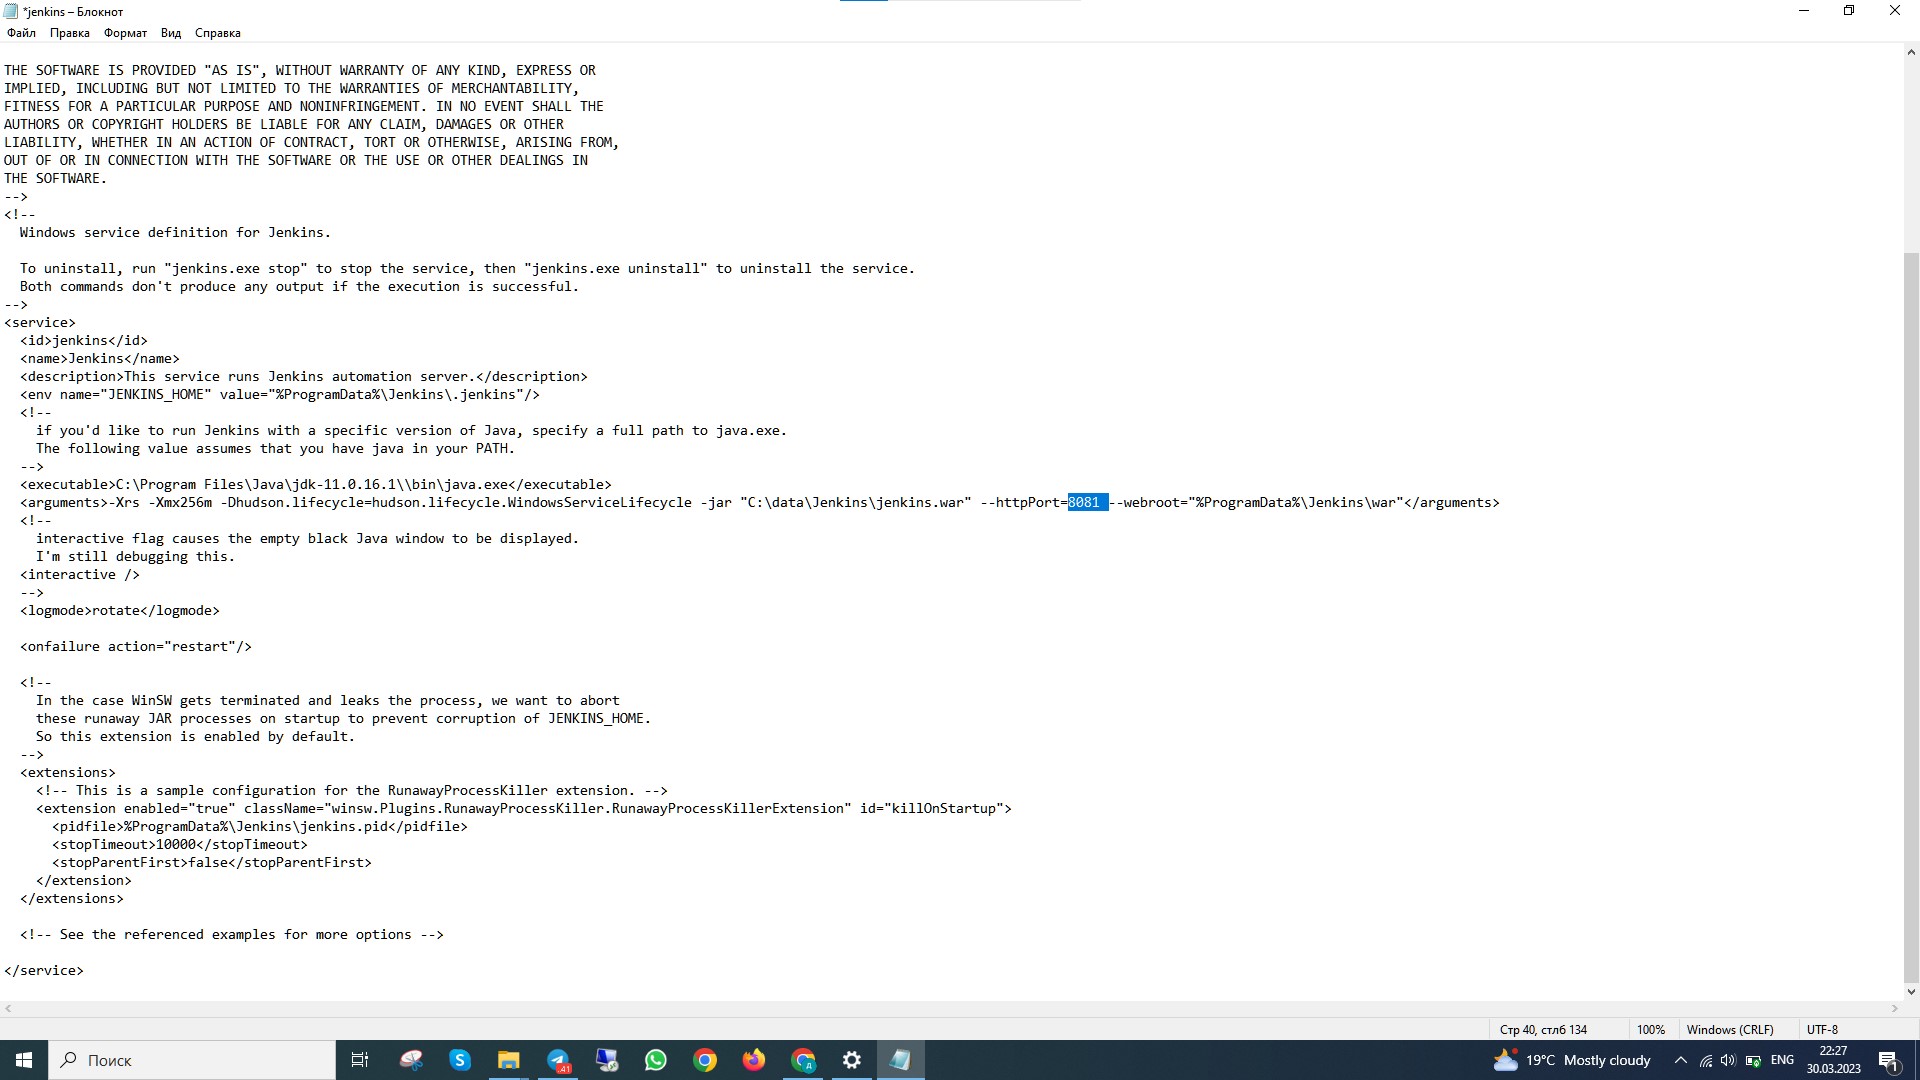 *jenkins – Блокнот
Файл Правка Формат Вид Справка
THE SOFTWARE IS PROVIDED "AS IS", WITHOUT WARRANTY OF ANY KIND, EXPRESS OR
IMPLIED, INCLUDING BUT NOT LIMITED TO THE WARRANTIES OF MERCHANTABILITY,
FITNESS FOR A PARTICULAR PURPOSE AND NONINFRINGEMENT. IN NO EVENT SHALL THE
AUTHORS OR COPYRIGHT HOLDERS BE LIABLE FOR ANY CLAIM, DAMAGES OR OTHER
LIABILITY, WHETHER IN AN ACTION OF CONTRACT, TORT OR OTHERWISE, ARISING FROM,
OUT OF OR IN CONNECTION WITH THE SOFTWARE OR THE USE OR OTHER DEALINGS IN
THE SOFTWARE.
-->
<!--
  Windows service definition for Jenkins.
  To uninstall, run "jenkins.exe stop" to stop the service, then "jenkins.exe uninstall" to uninstall the service.
  Both commands don't produce any output if the execution is successful.
-->
<service>
  <id>jenkins</id>
  <name>Jenkins</name>
  <description>This service runs Jenkins automation server.</description>
  <env name="JENKINS_HOME" value="%ProgramData%\Jenkins\.jenkins"/>
  <!--
    if you'd like to run Jenkins with a specific version of Java, specify a full path to java.exe.
    The following value assumes that you have java in your PATH.
  -->
  <executable>C:\Program Files\Java\jdk-11.0.16.1\\bin\java.exe</executable>
  <arguments>-Xrs -Xmx256m -Dhudson.lifecycle=hudson.lifecycle.WindowsServiceLifecycle -jar "C:\data\Jenkins\jenkins.war" --httpPort=8081 --webroot="%ProgramData%\Jenkins\war"</arguments>
  <!--
    interactive flag causes the empty black Java window to be displayed.
    I'm still debugging this.
  <interactive />
  -->
  <logmode>rotate</logmode>
  <onfailure action="restart"/>
  <!--
    In the case WinSW gets terminated and leaks the process, we want to abort
    these runaway JAR processes on startup to prevent corruption of JENKINS_HOME.
    So this extension is enabled by default.
  -->
  <extensions>
    <!-- This is a sample configuration for the RunawayProcessKiller extension. -->
    <extension enabled="true" className="winsw.Plugins.RunawayProcessKiller.RunawayProcessKillerExtension" id="killOnStartup">
      <pidfile>%ProgramData%\Jenkins\jenkins.pid</pidfile>
      <stopTimeout>10000</stopTimeout>
      <stopParentFirst>false</stopParentFirst>
    </extension>
  </extensions>
  <!-- See the referenced examples for more options -->
</service>
Стр 40, стлб 134 100% Windows (CRLF) UTF-8
Поиск 41 19°C Mostly cloudy ENG 22:27
30.03.2023 1